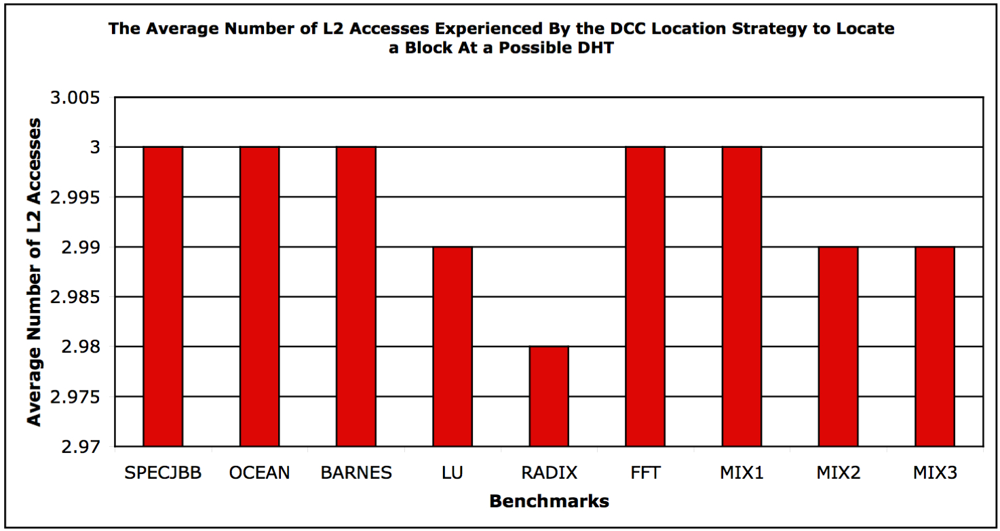 The Average Number of L2 Accesses Experienced By the DCC Location Strategy to Locate
a Block At a Possible DHT
Average Number of L2 Accesses
3.005
3
2.995
2.99
2.985
2.98
2.975
2.97
SPECJBB OCEAN BARNES LU RADIX FFT MIX1 MIX2 MIX3
Benchmarks